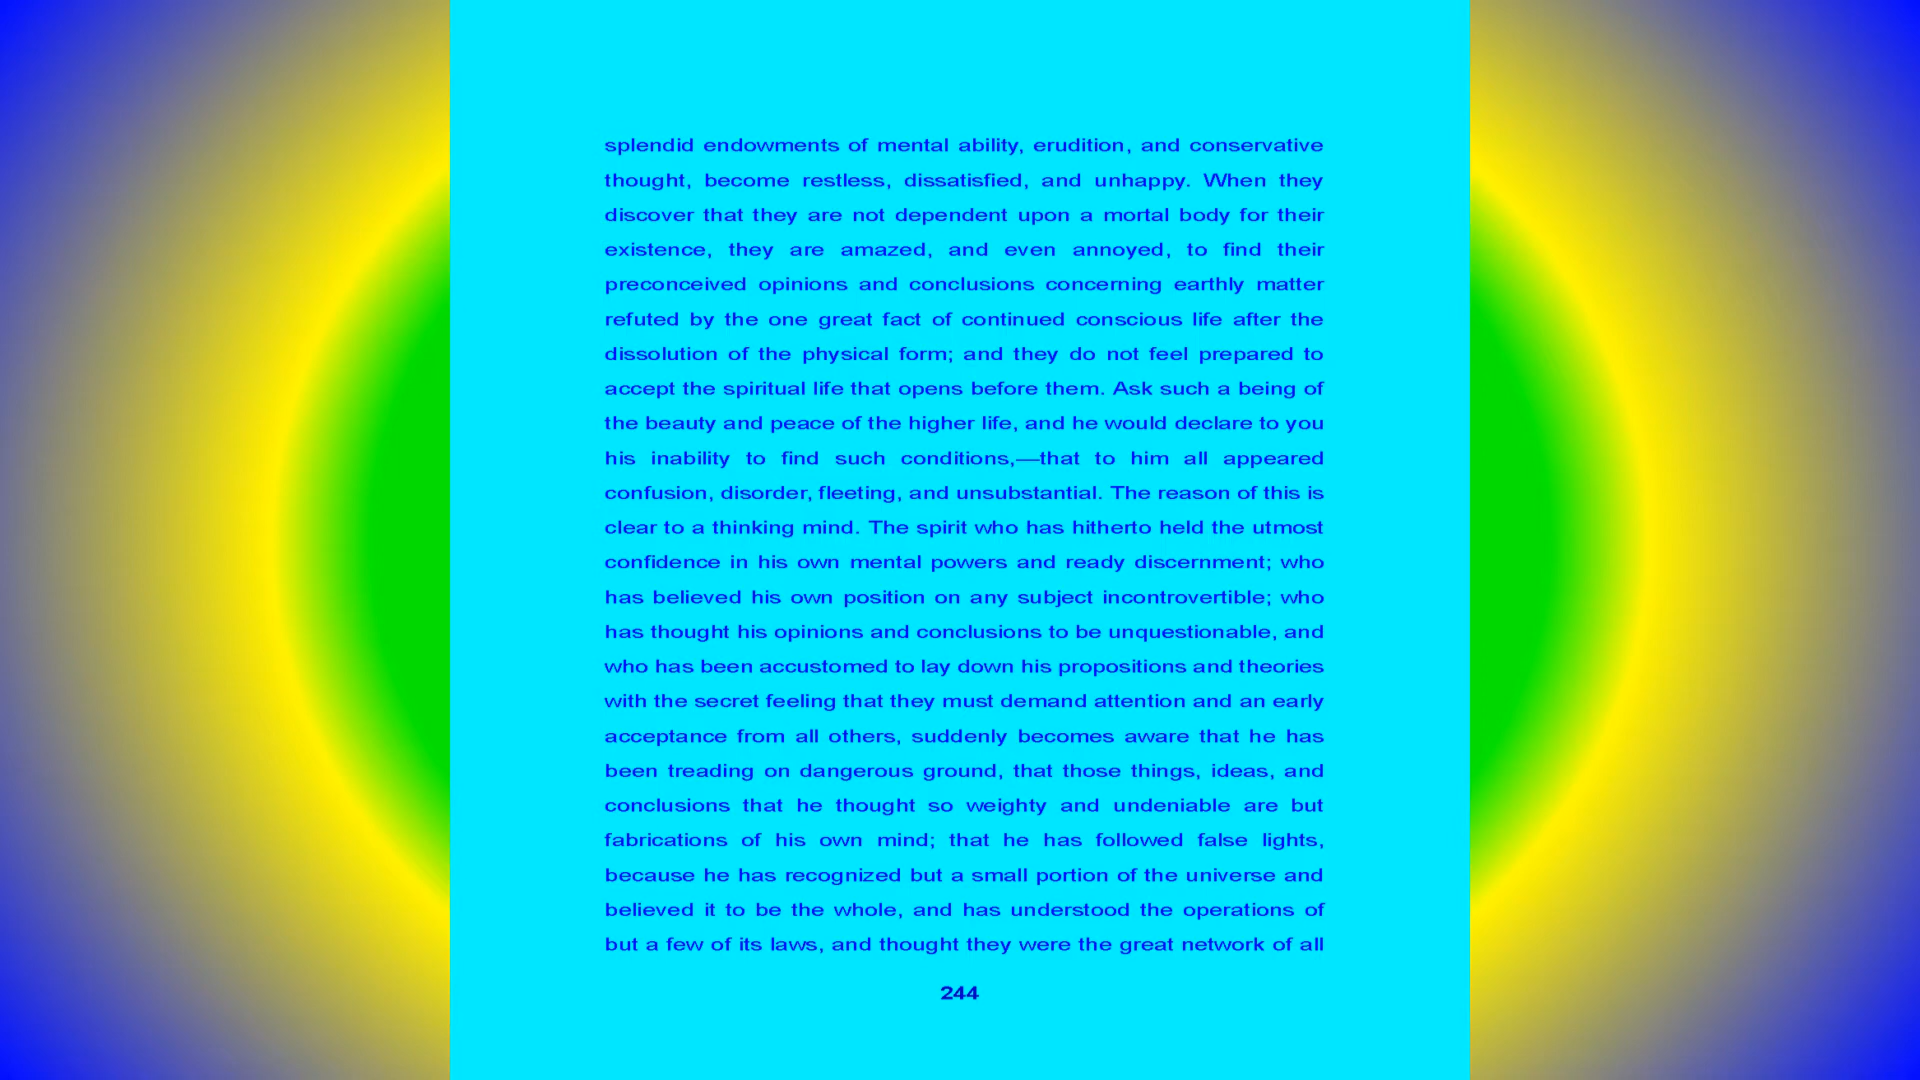 splendid endowments of mental ability, erudition, and conservative
thought, become restless, dissatisfied, and unhappy. When they
discover that they are not dependent upon a mortal body for their
existence, they are amazed, and even annoyed, to find their
preconceived opinions and conclusions concerning earthly matter
refuted by the one great fact of continued conscious life after the
dissolution of the physical form; and they do not feel prepared to
accept the spiritual life that opens before them. Ask such a being of
the beauty and peace of the higher life, and he would declare to you
his inability to find such conditions,—that to him all appeared
confusion, disorder, fleeting, and unsubstantial. The reason of this is
clear to a thinking mind. The spirit who has hitherto held the utmost
confidence in his own mental powers and ready discernment; who
has believed his own position on any subject incontrovertible; who
has thought his opinions and conclusions to be unquestionable, and
who has been accustomed to lay down his propositions and theories
with the secret feeling that they must demand attention and an early
acceptance from all others, suddenly becomes aware that he has
been treading on dangerous ground, that those things, ideas, and
conclusions that he thought so weighty and undeniable are but
fabrications of his own mind; that he has followed false lights,
because he has recognized but a small portion of the universe and
believed it to be the whole, and has understood the operations of
but a few of its laws, and thought they were the great network of all
244